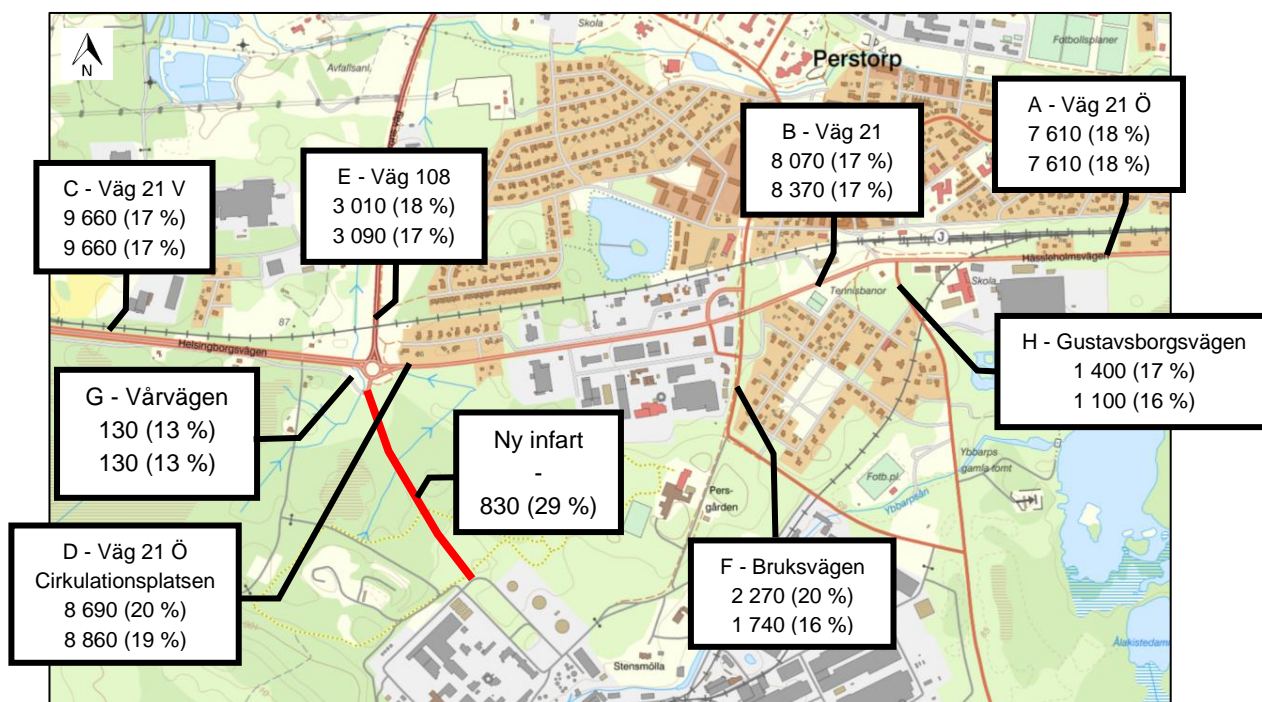 N
Skola
Avfallsanl.
Perstorp
Fotbollsplaner
A - Väg 21 Ö
7 610 (18 %)
7 610 (18 %)
B - Väg 21
8 070 (17 %)
8 370 (17 %)
E - Väg 108
3 010 (18 %)
3 090 (17 %)
C - Väg 21 V
9 660 (17 %)
9 660 (17 %)
J
Hässleholmsvägen
Tennisbanor
Skola
87
Helsingborgsvägen
H - Gustavsborgsvägen
1 400 (17 %)
1 100 (16 %)
G - Vårvägen
130 (13 %)
130 (13 %)
Ny infart
-
830 (29 %)
Ybbarps
gamla tomt
Fotb.pl.
Ybbarpsån
Pers-
gården
D - Väg 21 Ö
Cirkulationsplatsen
8 690 (20 %)
8 860 (19 %)
F - Bruksvägen
2 270 (20 %)
1 740 (16 %)
Stensmölla
Ålakistedamm